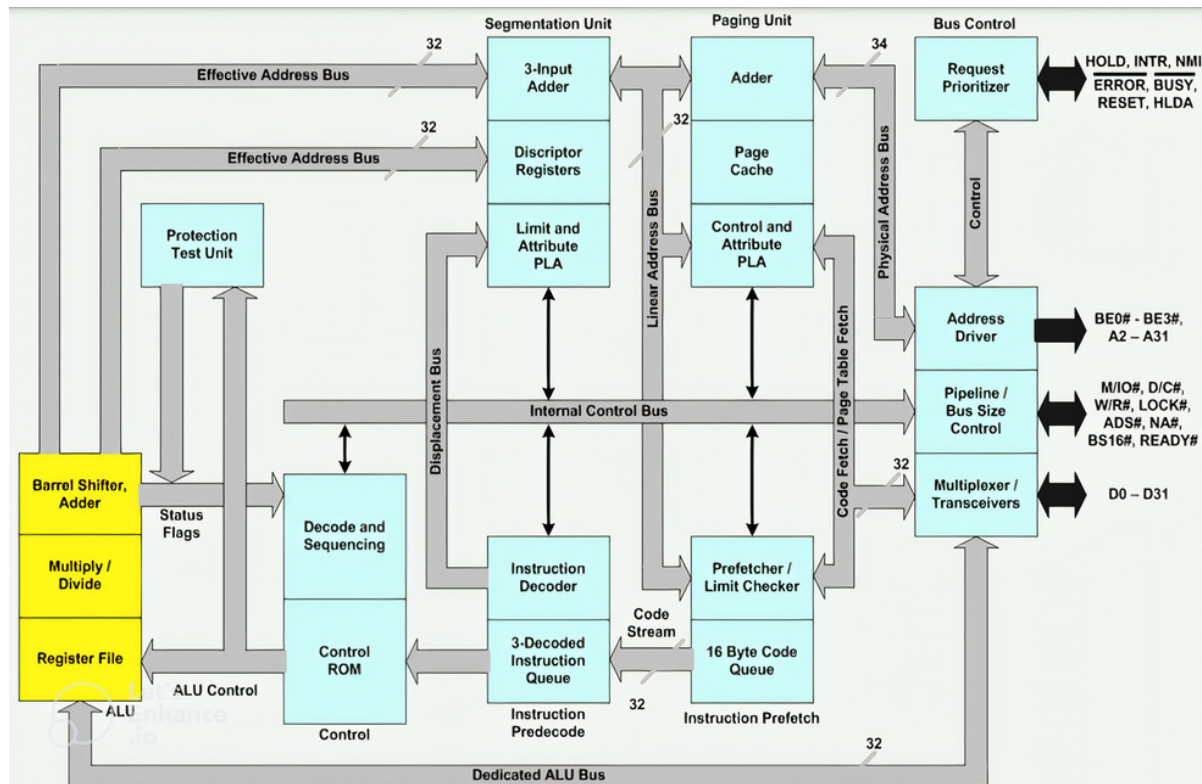 Segmentation Unit
Paging Unit
Bus Control
32
Effective Address Bus
3-Input
Adder
Adder
34
Request
Prioritizer
HOLD, INTR, NMI
ERROR, BUSY,
RESET, HLDA
32
Effective Address Bus
Discriptor
Registers
32
Page
Cache
Control
Physical Address Bus
Protection
Test Unit
Limit and
Attribute
PLA
Linear Address Bus
Control and
Attribute
PLA
Address
Driver
BE0# - BE3#,
A2 – A31
Displacement Bus
Internal Control Bus
Code Fetch / Page Table Fetch
Pipeline /
Bus Size
Control
M/IO#, D/C#,
W/R#, LOCK#,
ADS#, NA#,
BS16#, READY#
Barrel Shifter,
Adder
Status
Flags
Decode and
Sequencing
32
Multiplexer /
Transceivers
D0 – D31
Multiply /
Divide
Instruction
Decoder
Prefetcher /
Limit Checker
Register File
ALU Control
Control
ROM
3-Decoded
Instruction
Queue
Code
Stream
32
16 Byte Code
Queue
ALU
Let's
Enhance
.io
Control
Instruction
Predecode
Instruction Prefetch
32
Dedicated ALU Bus